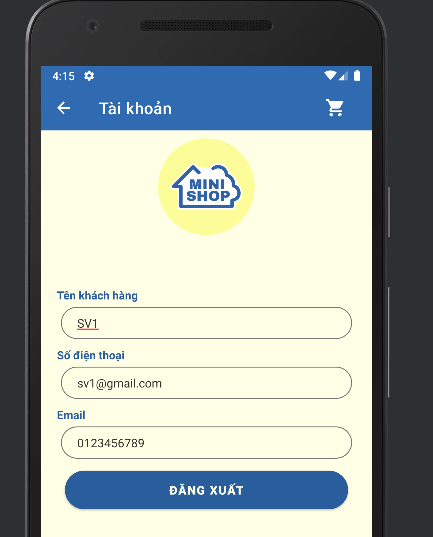 4:15
Tài khoản
MINI
SHOP
Tên khách hàng
SV1
Số điện thoại
sv1@gmail.com
Email
0123456789
ĐĂNG XUẤT